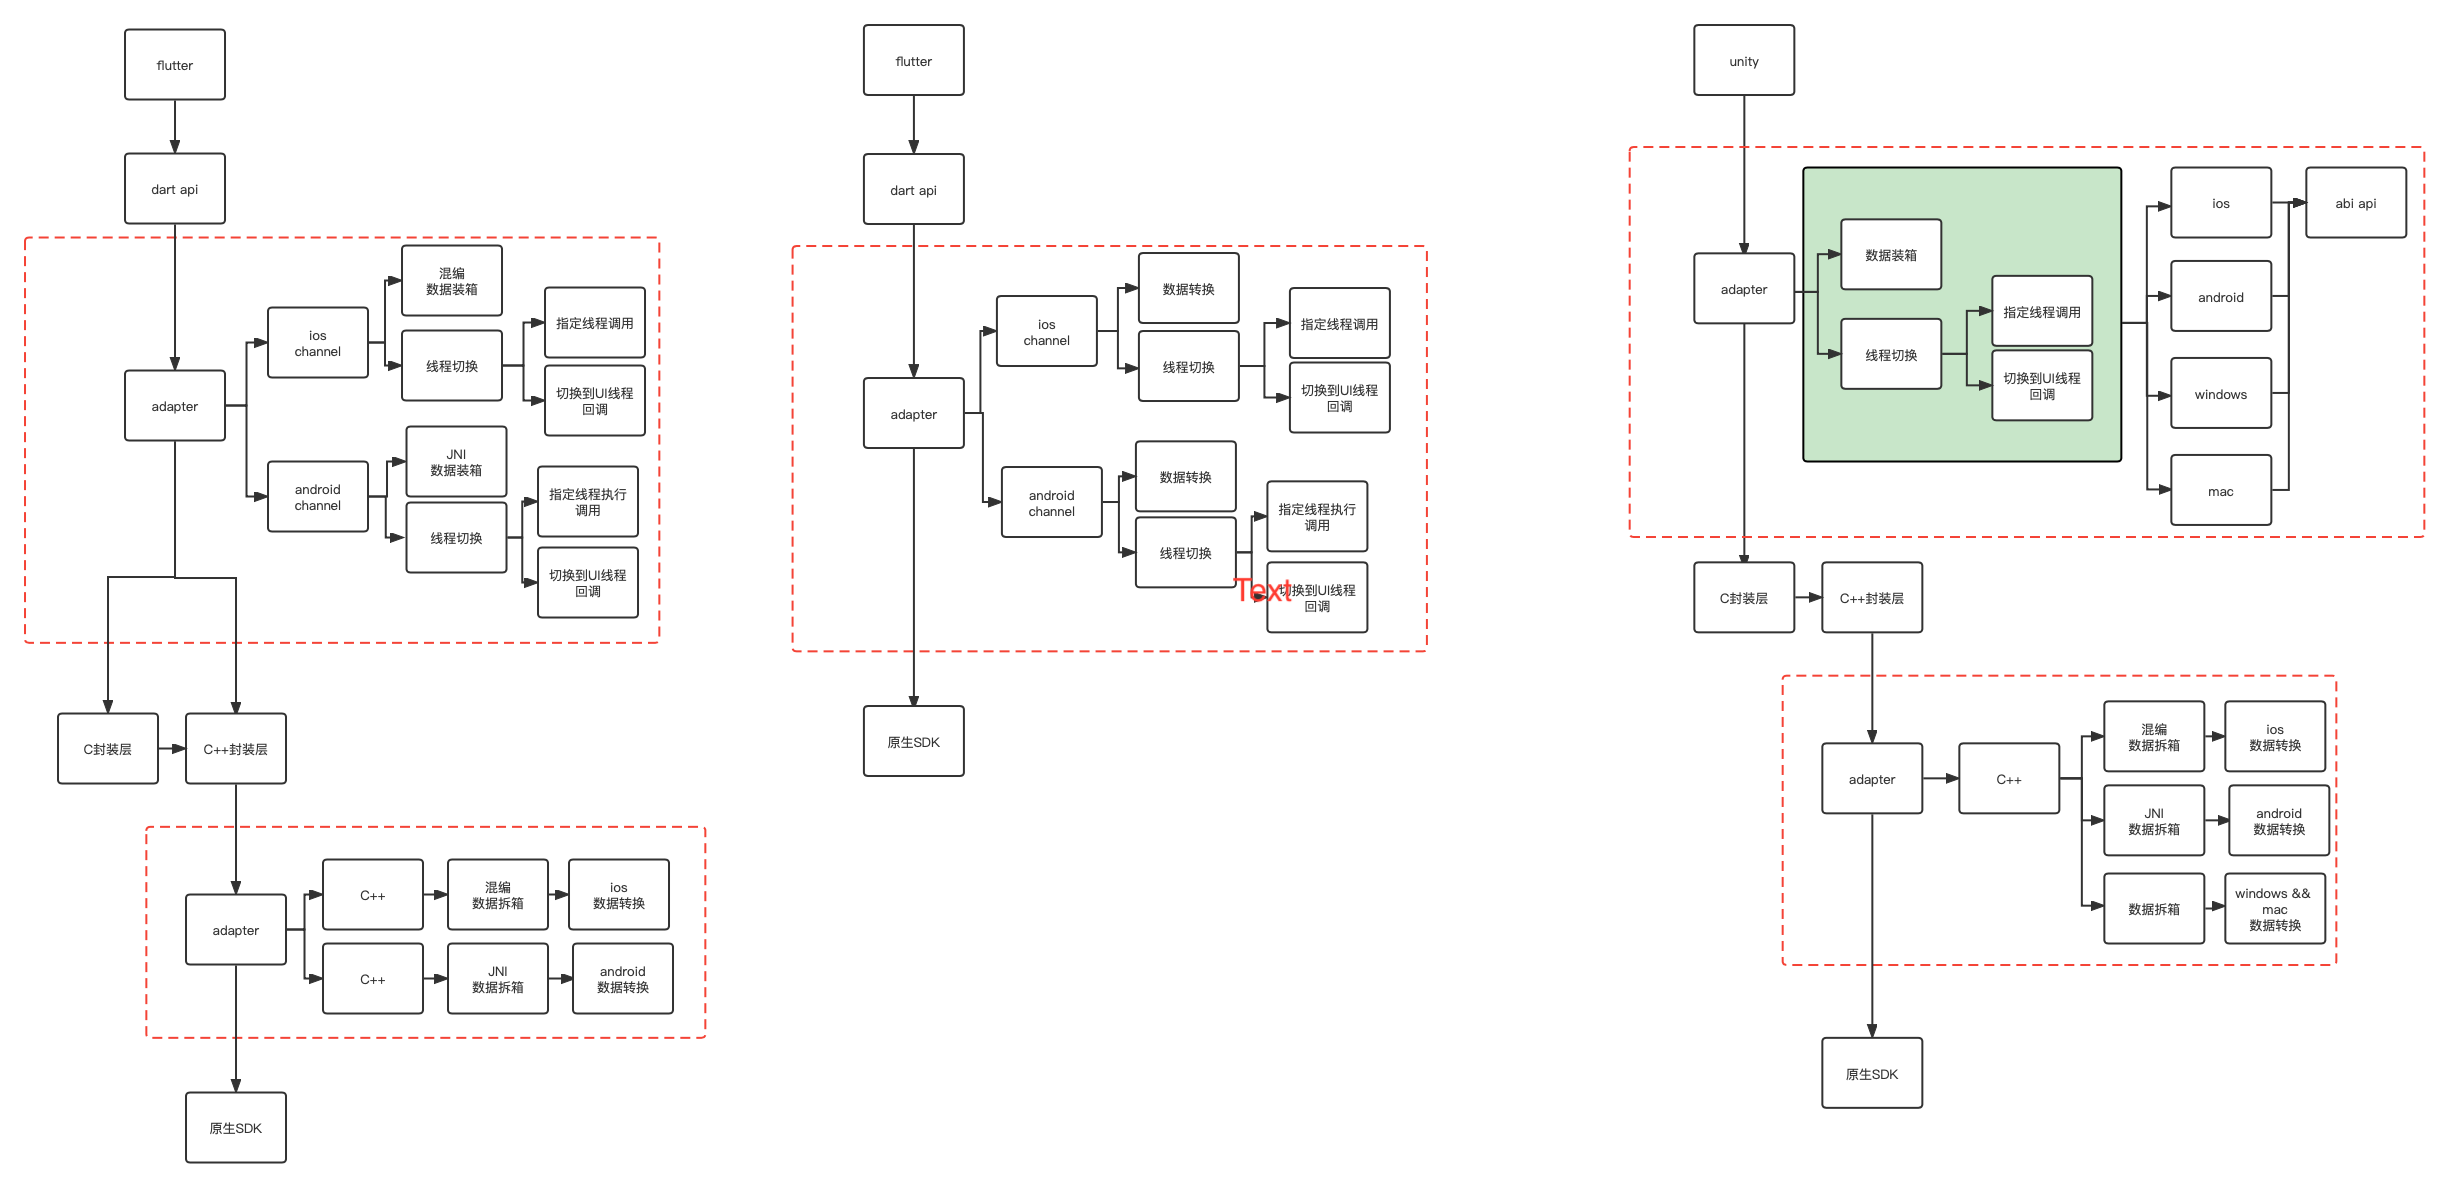 flutter
dart api
adapter
ios
channel
混编
数据装箱
线程切换
指定线程调用
切换到UI线程
回调
android
channel
JNI
数据装箱
线程切换
指定线程执行
调用
切换到UI线程
回调
C封装层
C++封装层
adapter
C++
混编
数据拆箱
ios
数据转换
C++
JNI
数据拆箱
android
数据转换
原生SDK
flutter
dart api
adapter
ios
channel
数据转换
线程切换
指定线程调用
切换到UI线程
回调
android
channel
数据转换
线程切换
指定线程执行
调用
Text
切换到UI线程
回调
原生SDK
unity
adapter
数据装箱
线程切换
指定线程调用
切换到UI线程
回调
ios
android
windows
mac
abi api
C封装层
C++封装层
adapter
C++
混编
数据拆箱
ios
数据转换
JNI
数据拆箱
android
数据转换
数据拆箱
windows &&
mac
数据转换
原生SDK